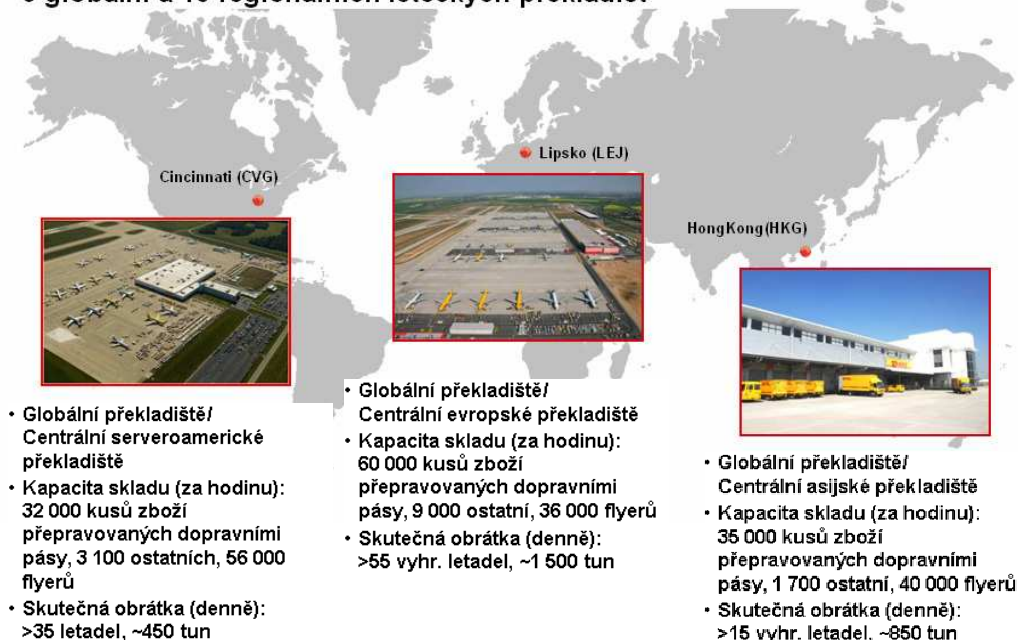 Cincinnati (CVG)
Lipsko (LEJ)
HongKong(HKG)
• Globální překladiště/
Centrální serveroamerické
překladiště
• Kapacita skladu (za hodinu):
32 000 kusů zboží
přepravovaných dopravními
pásy, 3 100 ostatních, 56 000
flyerů
• Skutečná obrátka (denně):
>35 letadel, ~450 tun
• Globální překladiště/
Centrální evropské překladiště
• Kapacita skladu (za hodinu):
60 000 kusů zboží
přepravovaných dopravními
pásy, 9 000 ostatní, 36 000 flyerů
• Skutečná obrátka (denně):
>55 vyhr. letadel, ~1 500 tun
• Globální překladiště/
Centrální asijské překladiště
• Kapacita skladu (za hodinu):
35 000 kusů zboží
přepravovaných dopravními
pásy, 1 700 ostatní, 40 000 flyerů
• Skutečná obrátka (denně):
>15 vyhr. letadel, ~850 tun